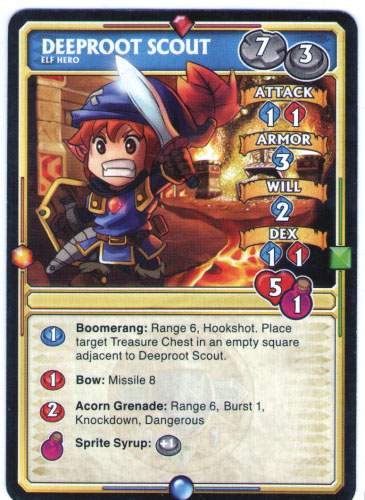 DEEPROOT SCOUT
ELF HERO
7 3
ATTACK
1 1
ARMOR
3
WILL
2
DEX
1 1
5
1
1 Boomerang: Range 6, Hookshot. Place
target Treasure Chest in an empty square
adjacent to Deeproot Scout.
1 Bow: Missile 8
2 Acorn Grenade: Range 6, Burst 1,
Knockdown, Dangerous
Sprite Syrup: +1